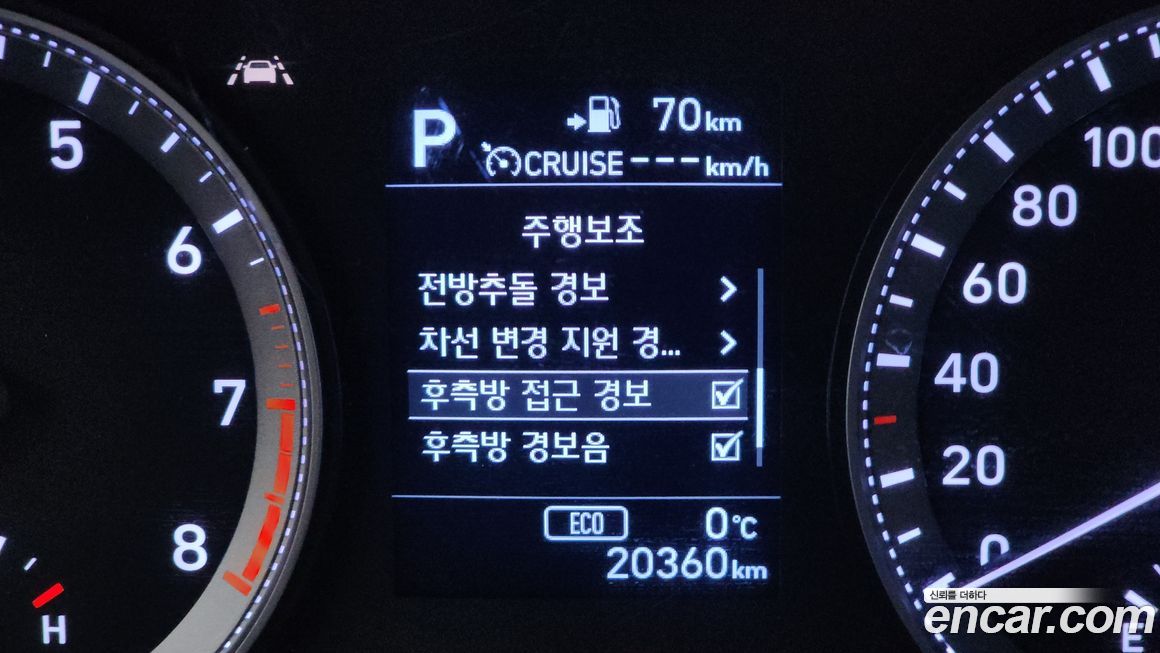 P
70km
CRUISE ---km/h
주행보조
전방추돌 경보 >
차선 변경 지원 경... >
후측방 접근 경보
후측방 경보음
ECO 0°C
20360km
5
6
7
8
H
100
80
60
40
20
0
E
신뢰를 더하다
encar.com